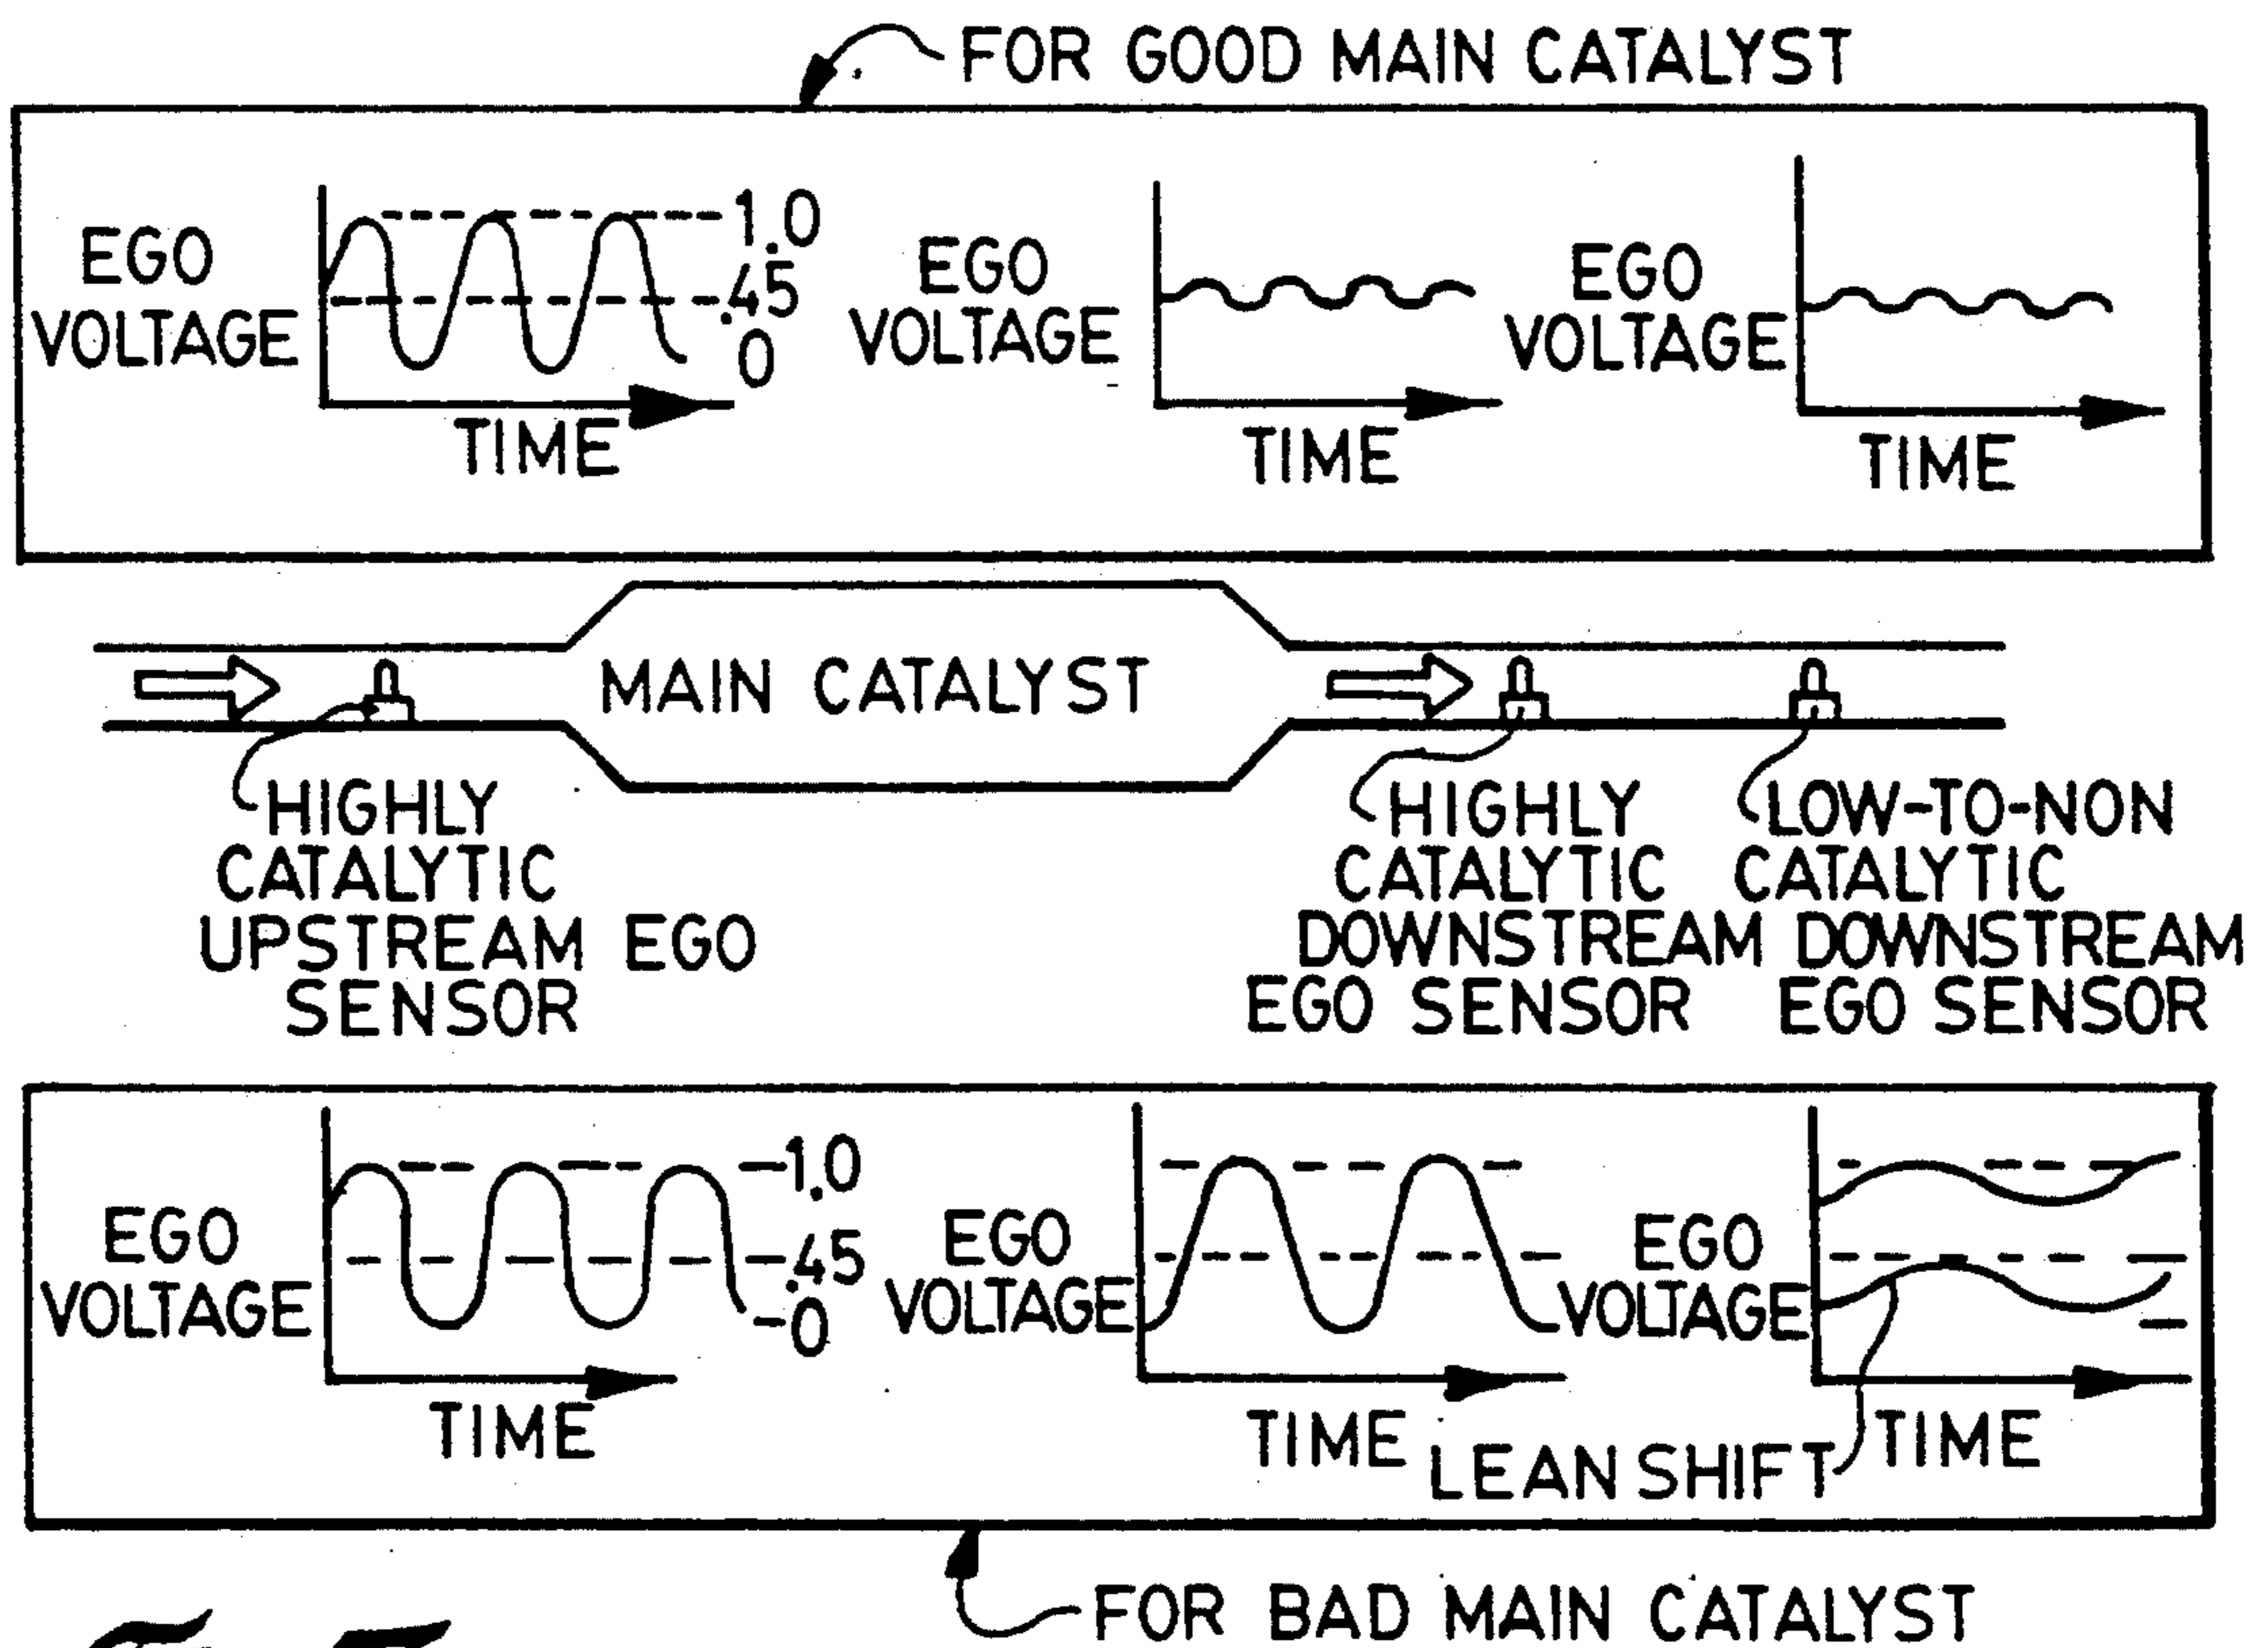 FOR GOOD MAIN CATALYST
EGO
VOLTAGE
1.0
.45
0
TIME
EGO
VOLTAGE
TIME
EGO
VOLTAGE
TIME
MAIN CATALYST
HIGHLY
CATALYTIC
UPSTREAM EGO
SENSOR
HIGHLY
CATALYTIC
DOWNSTREAM
EGO SENSOR
LOW-TO-NON
CATALYTIC
DOWNSTREAM
EGO SENSOR
EGO
VOLTAGE
1.0
.45
0
TIME
EGO
VOLTAGE
TIME
EGO
VOLTAGE
LEAN SHIFT
TIME
FOR BAD MAIN CATALYST